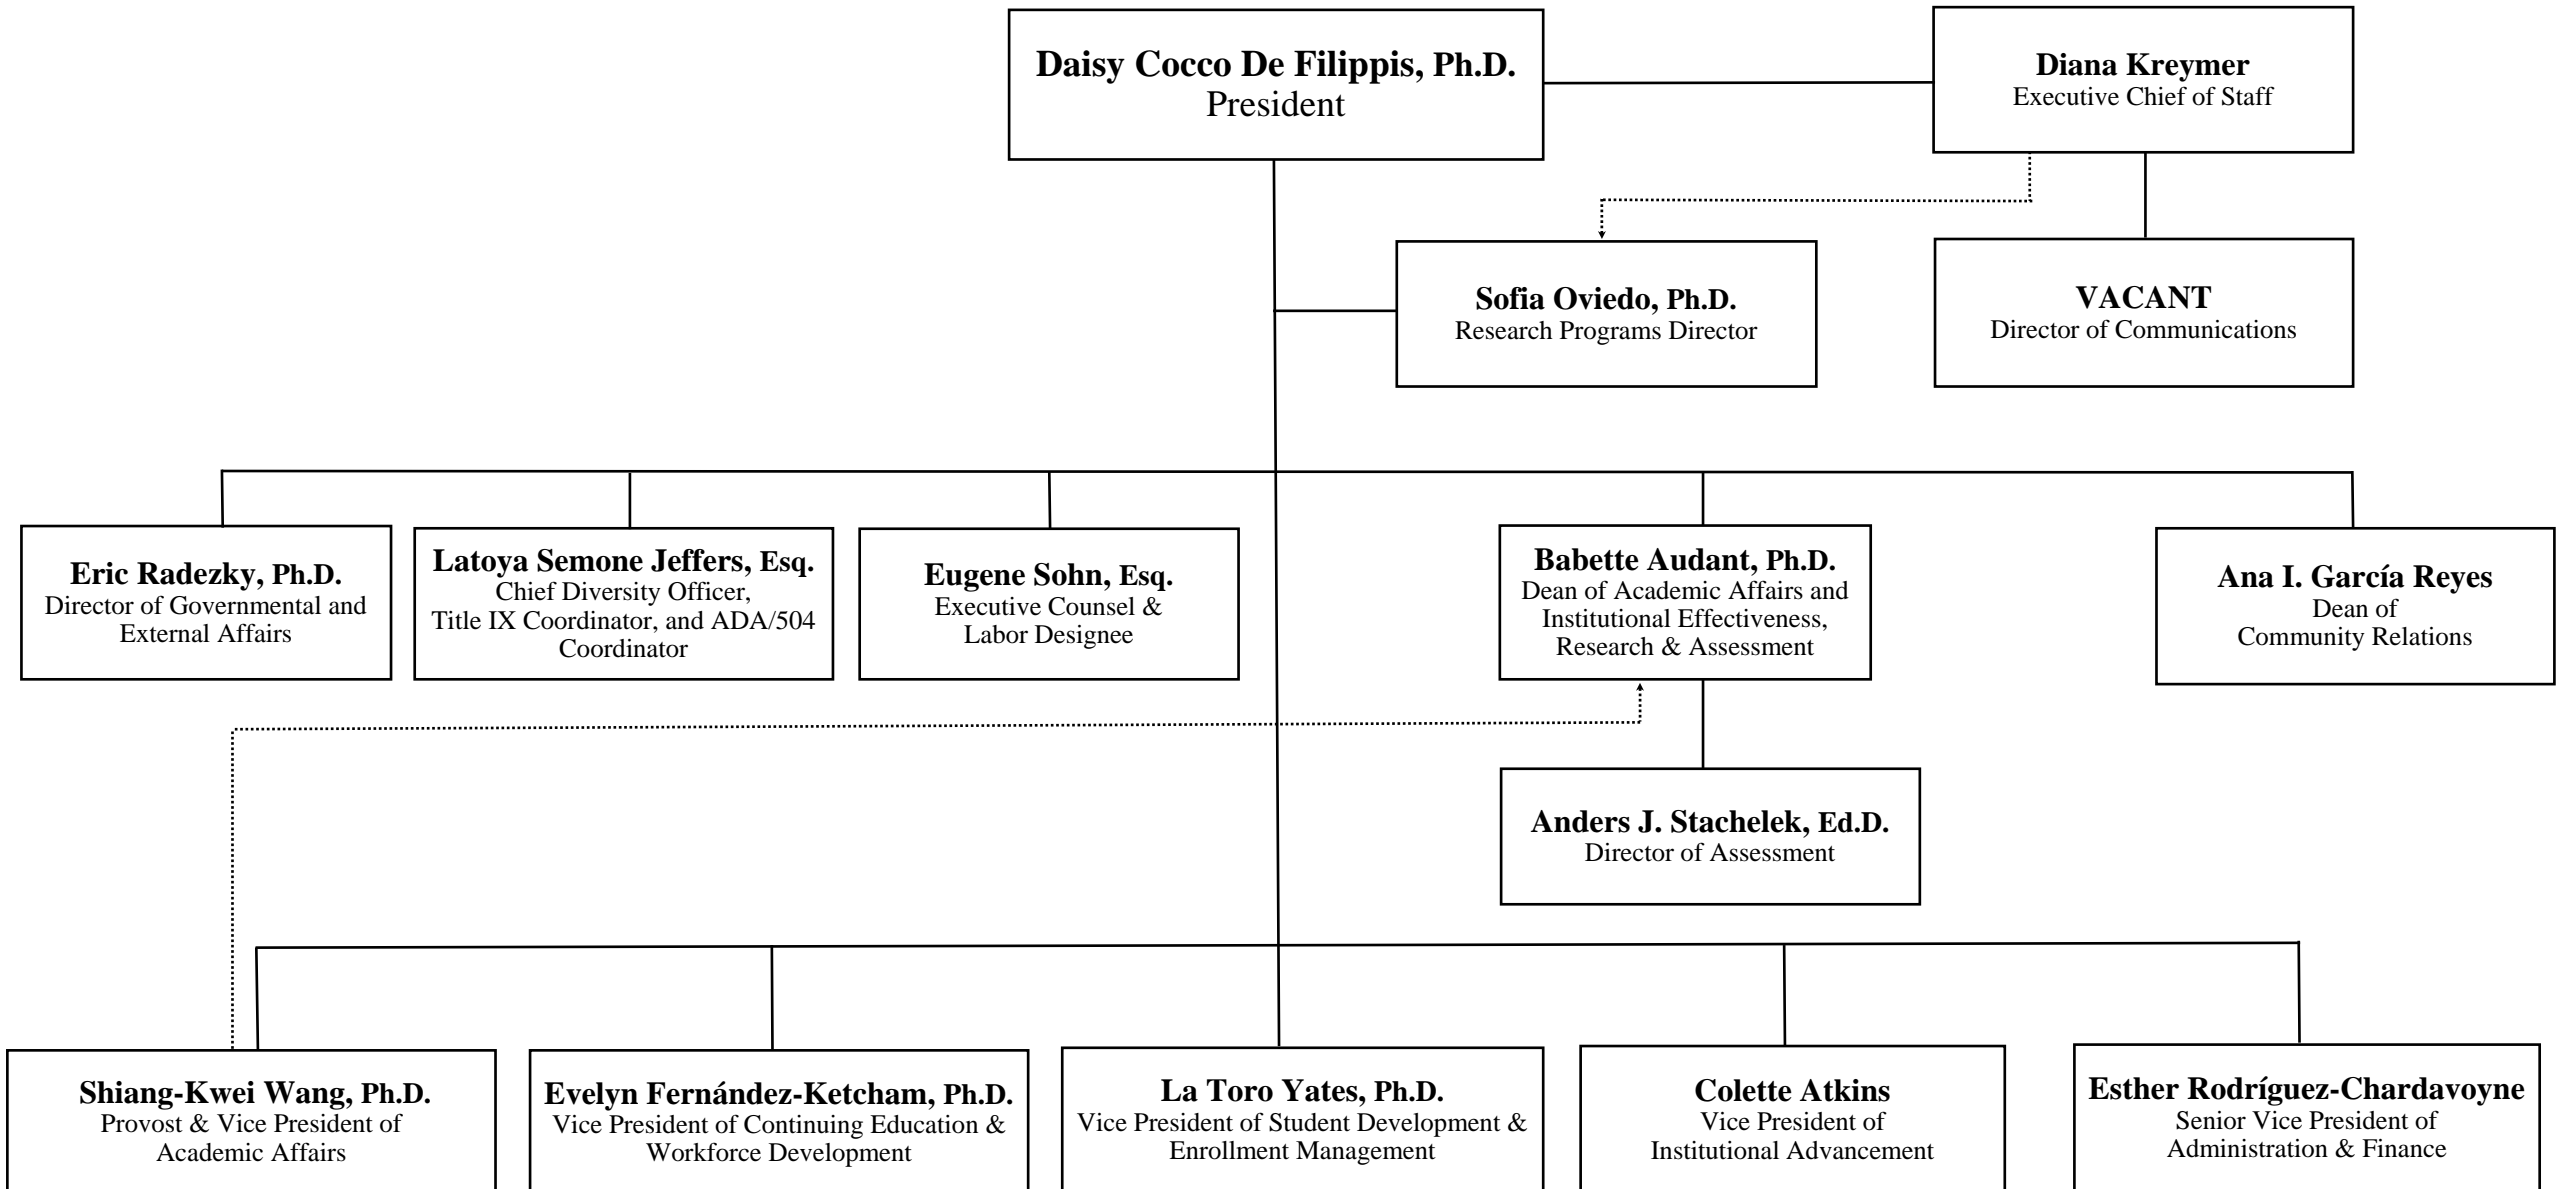 Daisy Cocco De Filippis, Ph.D.
President
Diana Kreymer
Executive Chief of Staff
Sofia Oviedo, Ph.D.
Research Programs Director
VACANT
Director of Communications
Eric Radezky, Ph.D.
Director of Governmental and
External Affairs
Latoya Semone Jeffers, Esq.
Chief Diversity Officer,
Title IX Coordinator, and ADA/504
Coordinator
Eugene Sohn, Esq.
Executive Counsel &
Labor Designee
Babette Audant, Ph.D.
Dean of Academic Affairs and
Institutional Effectiveness,
Research & Assessment
Ana I. García Reyes
Dean of
Community Relations
Anders J. Stachelek, Ed.D.
Director of Assessment
Shiang-Kwei Wang, Ph.D.
Provost & Vice President of
Academic Affairs
Evelyn Fernández-Ketcham, Ph.D.
Vice President of Continuing Education &
Workforce Development
La Toro Yates, Ph.D.
Vice President of Student Development &
Enrollment Management
Colette Atkins
Vice President of
Institutional Advancement
Esther Rodríguez-Chardavoyne
Senior Vice President of
Administration & Finance